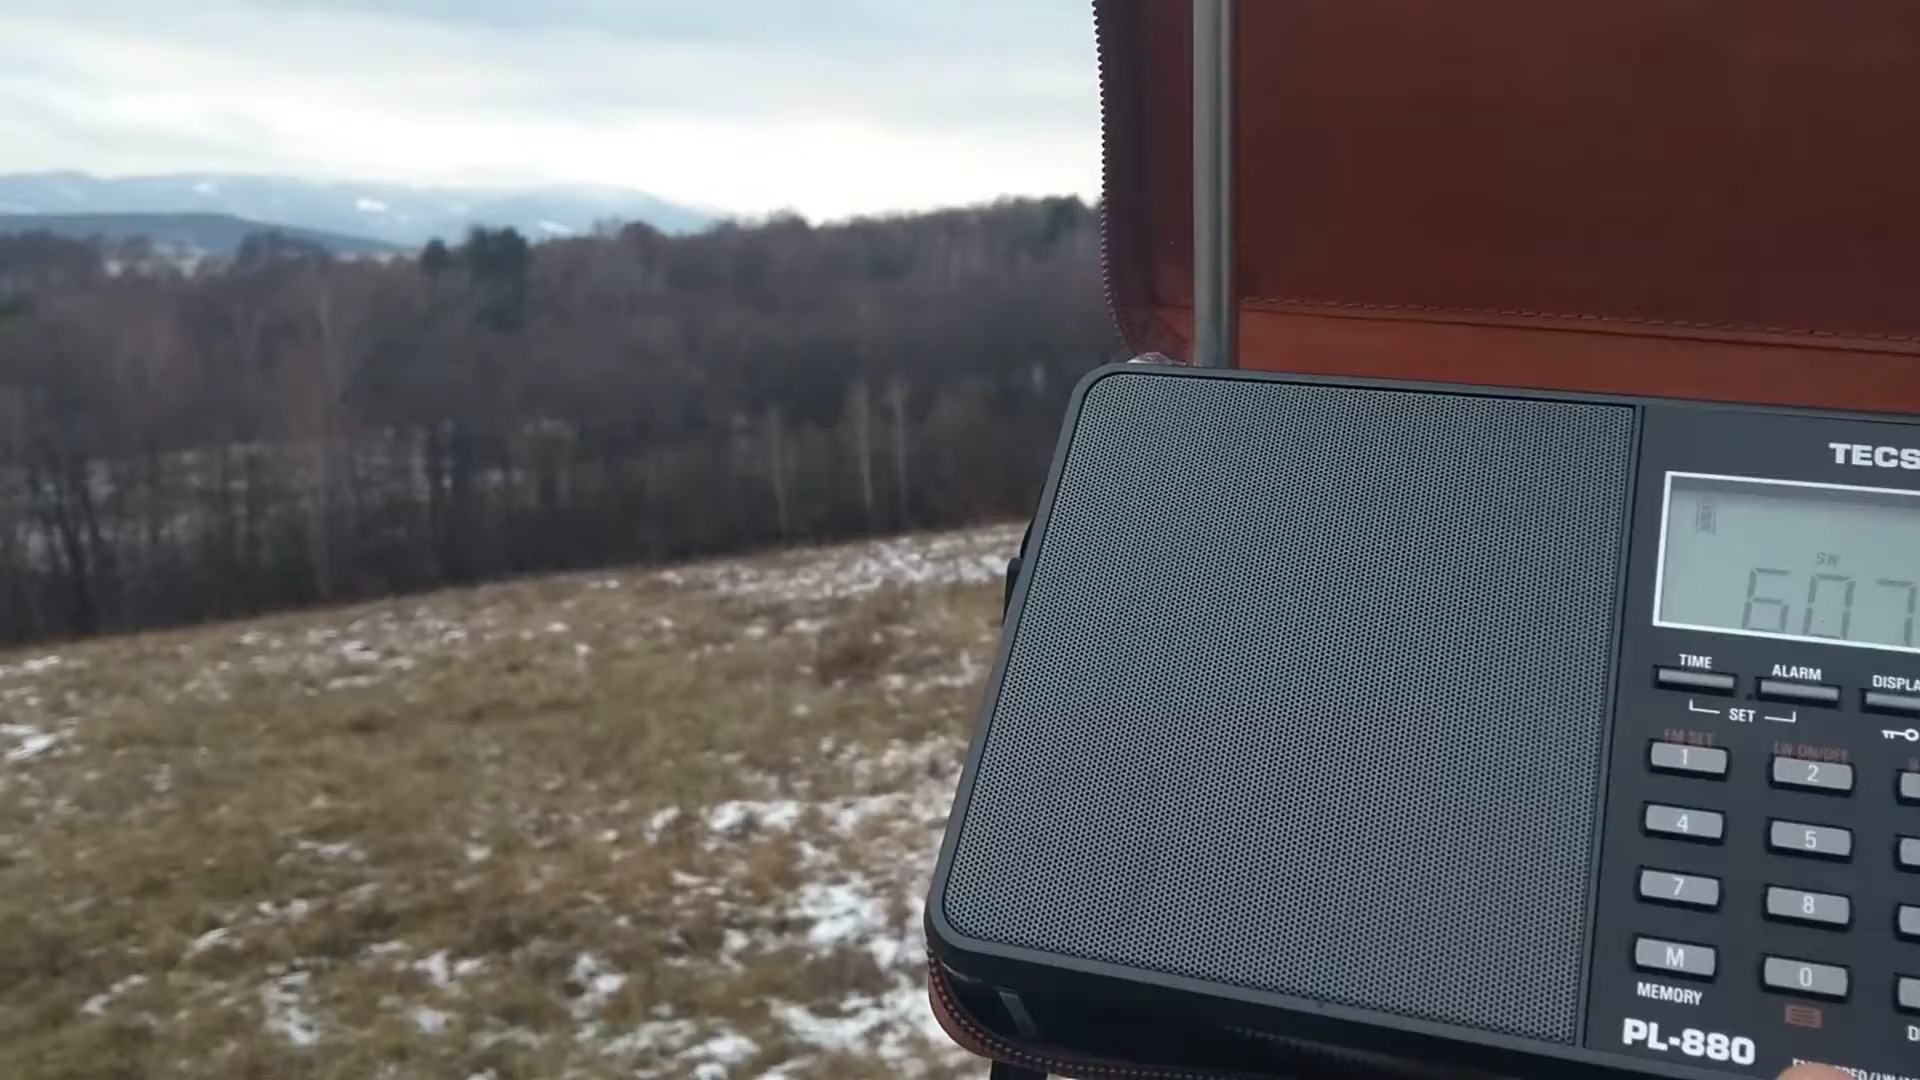 TECS
SW
607
TIME
ALARM
DISPLA
SET
FM SET
LW ON/OFF
1
2
4
5
7
8
M
0
MEMORY
PL-880